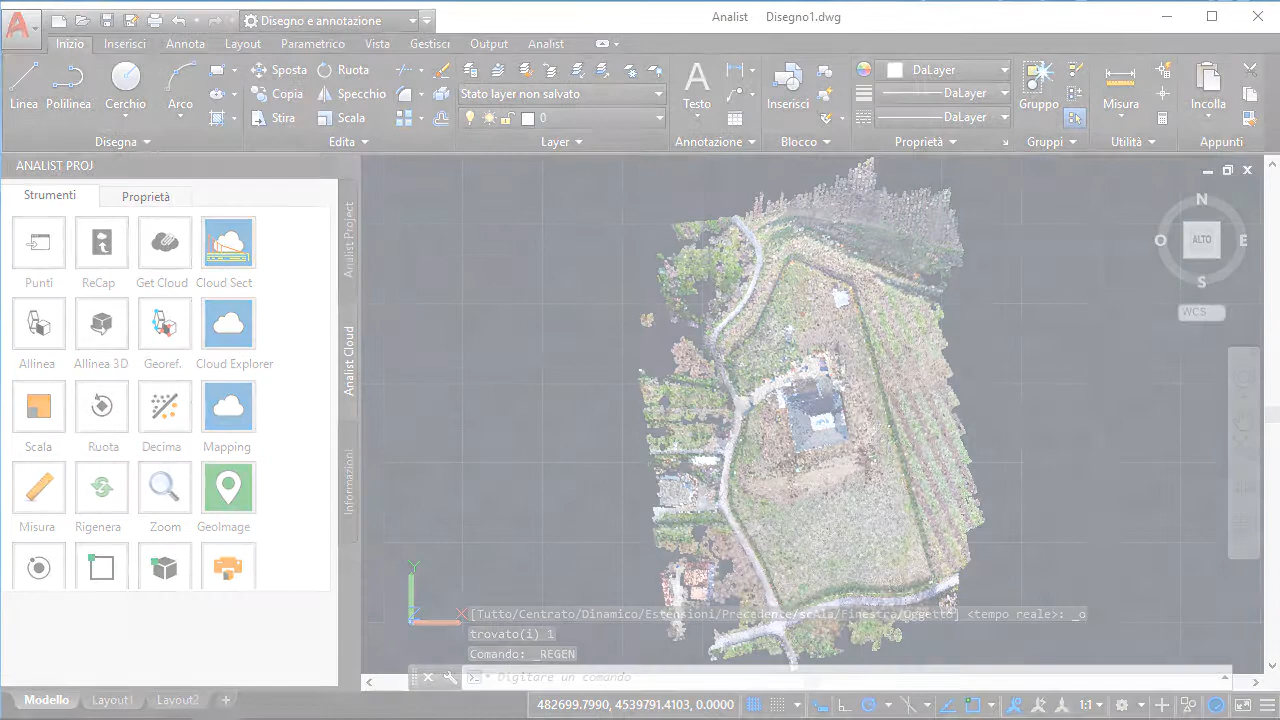 Disegno e annotazione
Analist Disegno1.dwg
Inizio Inserisci Annota Layout Parametrico Vista Gestisci Output Analist
Linea Polilinea Cerchio Arco
Sposta Ruota
Copia Specchio
Stira Scala
Stato layer non salvato
0
Testo
Inserisci
DaLayer
DaLayer
DaLayer
Gruppo
Misura
Incolla
Disegna Edita Layer Annotazione Blocco Proprietà Gruppi Utilità Appunti
ANALIST PROJ
Strumenti Proprietà
Punti ReCap Get Cloud Cloud Sect
Allinea Allinea 3D Georef. Cloud Explorer
Scala Ruota Decima Mapping
Misura Rigenera Zoom GeoImage
Analist Project
Analist Cloud
Informazioni
N
O ALTO E
S
WCS
Y
X
[Tutto/Centrato/Dinamico/Estensioni/Precedente/scAla/Finestra/Oggetto] <tempo reale>: _o
trovato(i) 1
Comando: _REGEN
Digitare un comando
Modello Layout1 Layout2 +
482699.7990, 4539791.4103, 0.0000
1:1